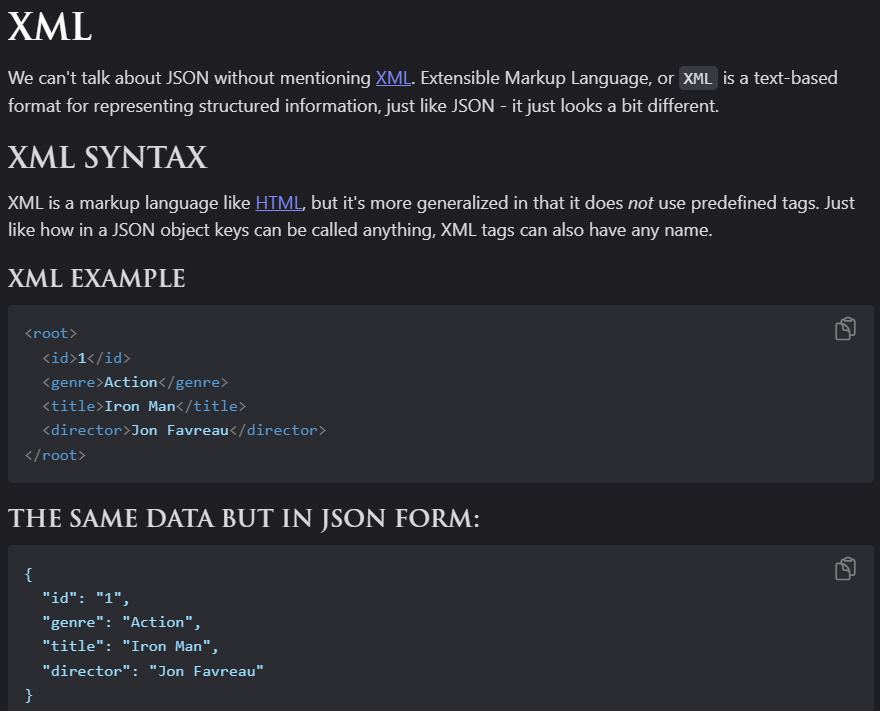 XML
We can't talk about JSON without mentioning XML. Extensible Markup Language, or XML is a text-based
format for representing structured information, just like JSON - it just looks a bit different.
XML SYNTAX
XML is a markup language like HTML, but it's more generalized in that it does not use predefined tags. Just
like how in a JSON object keys can be called anything, XML tags can also have any name.
XML EXAMPLE
<root>
  <id>1</id>
  <genre>Action</genre>
  <title>Iron Man</title>
  <director>Jon Favreau</director>
</root>
THE SAME DATA BUT IN JSON FORM:
{
  "id": "1",
  "genre": "Action",
  "title": "Iron Man",
  "director": "Jon Favreau"
}